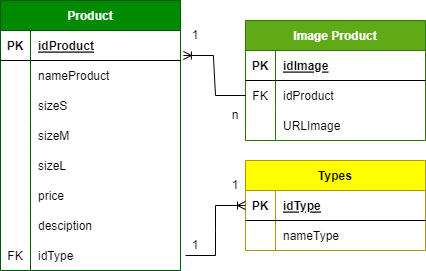 Product
PK idProduct
nameProduct
sizeS
sizeM
sizeL
price
desciption
FK idType
1
n
Image Product
PK idImage
FK idProduct
URLImage
1
1
Types
PK idType
nameType